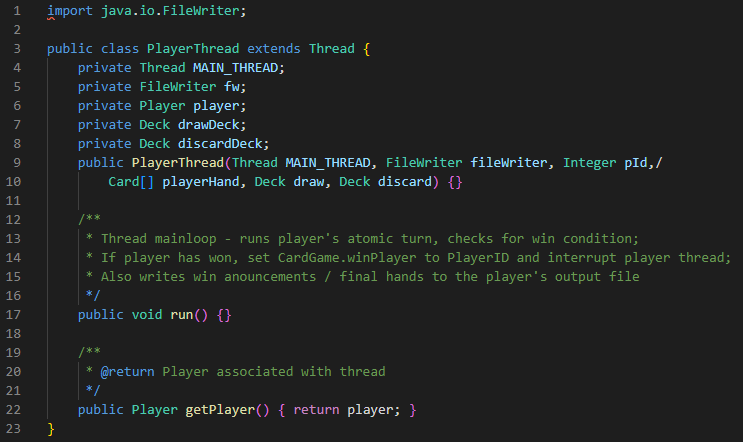 1 import java.io.FileWriter;
2
3 public class PlayerThread extends Thread {
4     private Thread MAIN_THREAD;
5     private FileWriter fw;
6     private Player player;
7     private Deck drawDeck;
8     private Deck discardDeck;
9     public PlayerThread(Thread MAIN_THREAD, FileWriter fileWriter, Integer pId,/
10         Card[] playerHand, Deck draw, Deck discard) {}
11
12     /**
13      * Thread mainloop - runs player's atomic turn, checks for win condition;
14      * If player has won, set CardGame.winPlayer to PlayerID and interrupt player thread;
15      * Also writes win anouncements / final hands to the player's output file
16      */
17     public void run() {}
18
19     /**
20      * @return Player associated with thread
21      */
22     public Player getPlayer() { return player; }
23 }